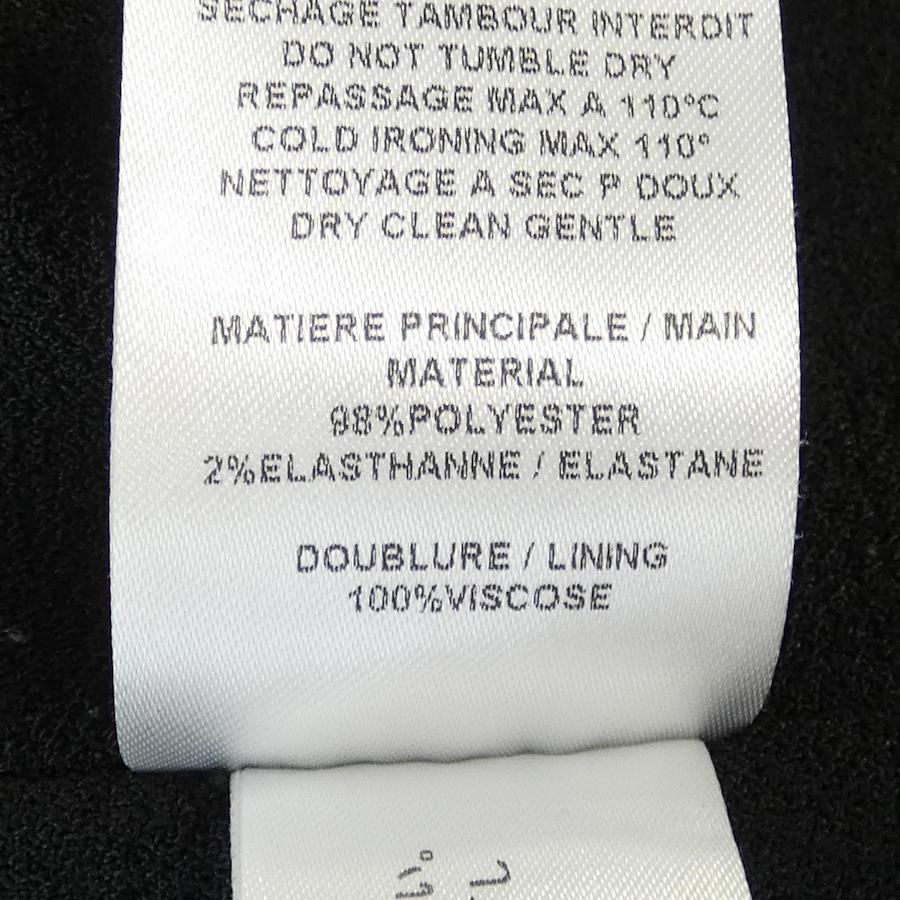 SECHAGE TAMBOUR INTERDIT
DO NOT TUMBLE DRY
REPASSAGE MAX A 110°C
COLD IRONING MAX 110°
NETTOYAGE A SEC P DOUX
DRY CLEAN GENTLE
MATIERE PRINCIPALE / MAIN
MATERIAL
98%POLYESTER
2%ELASTHANNE / ELASTANE
DOUBLURE / LINING
100%VISCOSE